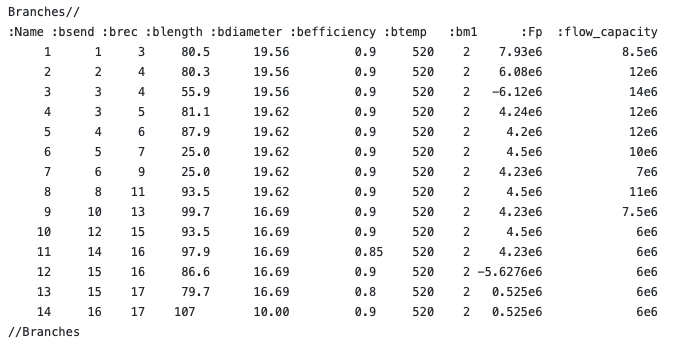 Branches//
:Name :bsend :brec :blength :bdiameter :befficiency :btemp :bm1 :Fp :flow_capacity
1 1 3 80.5 19.56 0.9 520 2 7.93e6 8.5e6
2 2 4 80.3 19.56 0.9 520 2 6.08e6 12e6
3 3 4 55.9 19.56 0.9 520 2 −6.12e6 14e6
4 3 5 81.1 19.62 0.9 520 2 4.24e6 12e6
5 4 6 87.9 19.62 0.9 520 2 4.2e6 12e6
6 5 7 25.0 19.62 0.9 520 2 4.5e6 10e6
7 6 9 25.0 19.62 0.9 520 2 4.23e6 7e6
8 8 11 93.5 19.62 0.9 520 2 4.5e6 11e6
9 10 13 99.7 16.69 0.9 520 2 4.23e6 7.5e6
10 12 15 93.5 16.69 0.9 520 2 4.5e6 6e6
11 14 16 97.9 16.69 0.85 520 2 4.23e6 6e6
12 15 16 86.6 16.69 0.9 520 2 −5.6276e6 6e6
13 15 17 79.7 16.69 0.8 520 2 0.525e6 6e6
14 16 17 107 10.00 0.9 520 2 0.525e6 6e6
//Branches